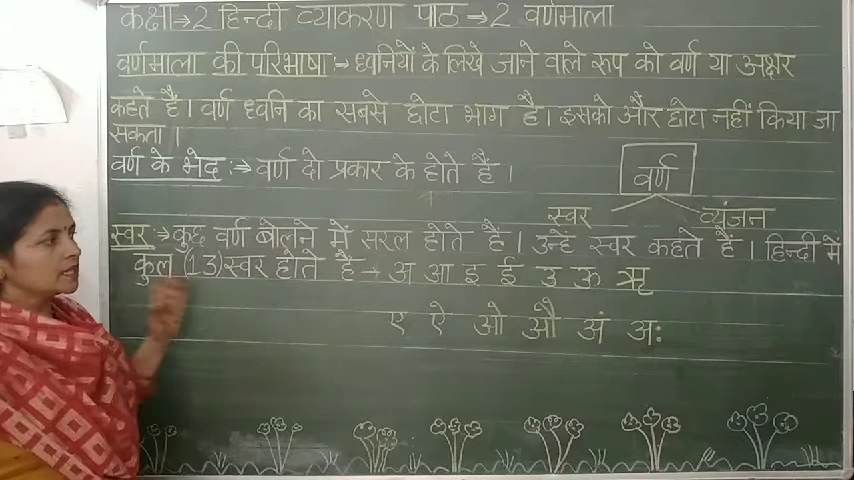 कक्षा→2 हिन्दी व्याकरण पाठ⇒2 वर्णमाला
वर्णमाला की परिभाषा :→ ध्वनियों के लिखे जाने वाले रूप को वर्ण या अक्षर
कहते है। वर्ण ध्वनि का सबसे छोटा भाग है। इसको और छोटा नहीं किया जा
सकता।
वर्ण के भेद :→ वर्ण दो प्रकार के होते हैं।
वर्ण
स्वर व्यंजन
स्वर :→ कुछ वर्ण बोलने में सरल होते हैं। उन्हें स्वर कहते हैं। हिन्दी में
कुल (13) स्वर होते हैं → अ आ इ ई उ ऊ ऋ
ए ऐ ओ औ अं अः